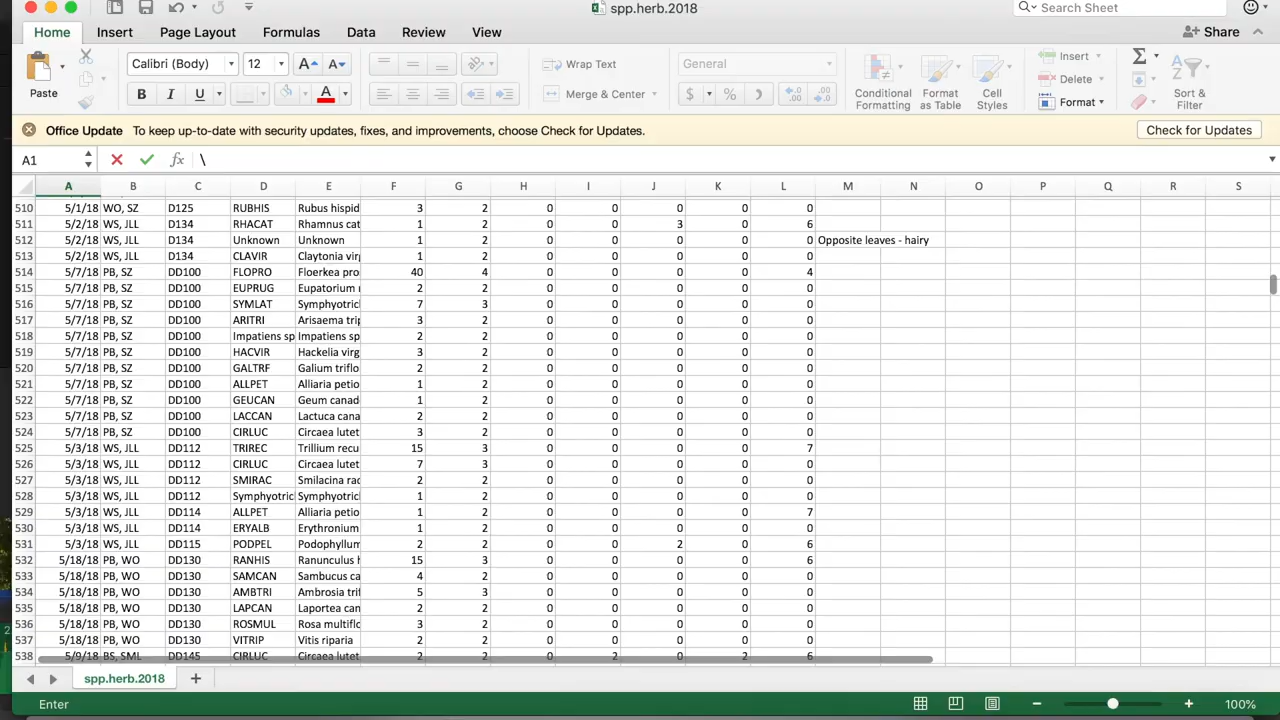 spp.herb.2018
Search Sheet
Home Insert Page Layout Formulas Data Review View Share
Paste
Calibri (Body) 12 A A Wrap Text General Insert
Delete
B I U A Merge & Center $ % Format
Conditional Formatting
Format as Table
Cell Styles
Sort & Filter
Office Update To keep up-to-date with security updates, fixes, and improvements, choose Check for Updates. Check for Updates
A1 fx \
A B C D E F G H I J K L M N O P Q R S
510 5/1/18 WO, SZ D125 RUBHIS Rubus hispid 3 2 0 0 0 0 0
511 5/2/18 WS, JLL D134 RHACAT Rhamnus cat 1 2 0 0 3 0 6
512 5/2/18 WS, JLL D134 Unknown Unknown 1 2 0 0 0 0 0 Opposite leaves - hairy
513 5/2/18 WS, JLL D134 CLAVIR Claytonia virg 1 2 0 0 0 0 0
514 5/7/18 PB, SZ DD100 FLOPRO Floerkea pros 40 4 0 0 0 0 4
515 5/7/18 PB, SZ DD100 EUPRUG Eupatorium r 2 2 0 0 0 0 0
516 5/7/18 PB, SZ DD100 SYMLAT Symphyotrich 7 3 0 0 0 0 0
517 5/7/18 PB, SZ DD100 ARITRI Arisaema trip 3 2 0 0 0 0 0
518 5/7/18 PB, SZ DD100 Impatiens sp Impatiens sp 2 2 0 0 0 0 0
519 5/7/18 PB, SZ DD100 HACVIR Hackelia virg 3 2 0 0 0 0 0
520 5/7/18 PB, SZ DD100 GALTRF Galium triflo 2 2 0 0 0 0 0
521 5/7/18 PB, SZ DD100 ALLPET Alliaria petio 1 2 0 0 0 0 0
522 5/7/18 PB, SZ DD100 GEUCAN Geum canade 1 2 0 0 0 0 0
523 5/7/18 PB, SZ DD100 LACCAN Lactuca cana 2 2 0 0 0 0 0
524 5/7/18 PB, SZ DD100 CIRLUC Circaea lutet 3 2 0 0 0 0 0
525 5/3/18 WS, JLL DD112 TRIREC Trillium recu 15 3 0 0 0 0 7
526 5/3/18 WS, JLL DD112 CIRLUC Circaea lutet 7 3 0 0 0 0 0
527 5/3/18 WS, JLL DD112 SMIRAC Smilacina rac 2 2 0 0 0 0 0
528 5/3/18 WS, JLL DD112 Symphyotric Symphyotric 1 2 0 0 0 0 0
529 5/3/18 WS, JLL DD114 ALLPET Alliaria petio 1 2 0 0 0 0 7
530 5/3/18 WS, JLL DD114 ERYALB Erythronium 1 2 0 0 0 0 0
531 5/3/18 WS, JLL DD115 PODPEL Podophyllum 2 2 0 0 2 0 6
532 5/18/18 PB, WO DD130 RANHIS Ranunculus h 15 3 0 0 0 0 6
533 5/18/18 PB, WO DD130 SAMCAN Sambucus ca 4 2 0 0 0 0 0
534 5/18/18 PB, WO DD130 AMBTRI Ambrosia trif 5 3 0 0 0 0 0
535 5/18/18 PB, WO DD130 LAPCAN Laportea can 2 2 0 0 0 0 0
536 5/18/18 PB, WO DD130 ROSMUL Rosa multiflo 3 2 0 0 0 0 0
537 5/18/18 PB, WO DD130 VITRIP Vitis riparia 2 2 0 0 0 0 0
538 5/9/18 BS, SML DD145 CIRLUC Circaea lutet 2 2 0 2 0 2 6
spp.herb.2018
Enter 100%